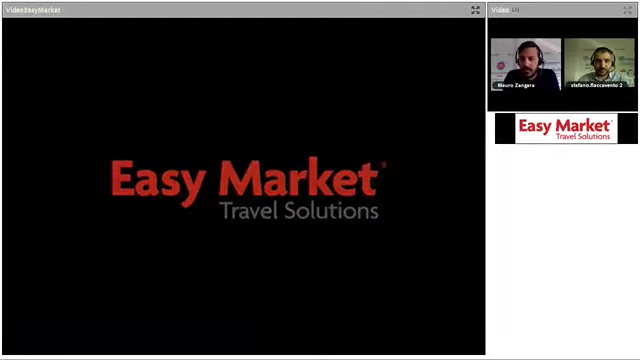 VideoEasyMarket
Easy Market
Travel Solutions
Video
Mauro Zangara
stefano.fiaccavento 2
Easy Market
Travel Solutions